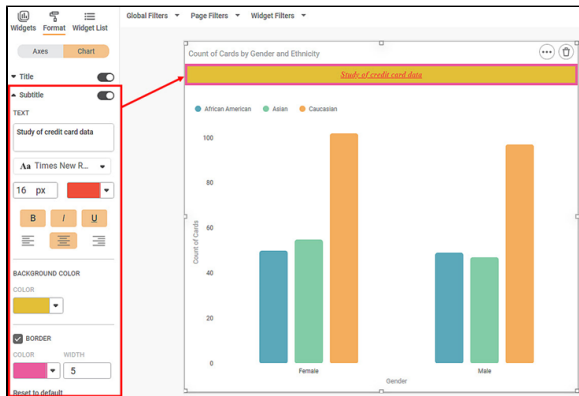 Widgets Format Widget List
Global Filters Page Filters Widget Filters
Axes Chart
Title
Subtitle
TEXT
Study of credit card data
Aa Times New R...
16 px
B I U
BACKGROUND COLOR
COLOR
BORDER
COLOR WIDTH
5
Reset to default
Count of Cards by Gender and Ethnicity
Study of credit card data
African American Asian Caucasian
100
80
60
40
20
0
Count of Cards
Female Male
Gender